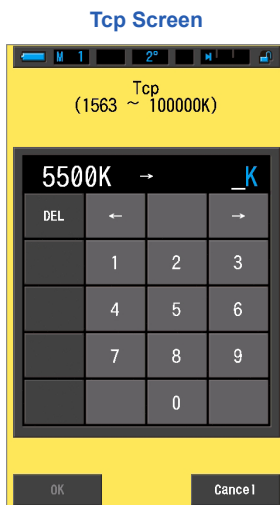 Tcp Screen
M 1 2°
Tcp
(1563 ~ 100000K)
5500K → _K
DEL ← →
1 2 3
4 5 6
7 8 9
0
OK Cancel